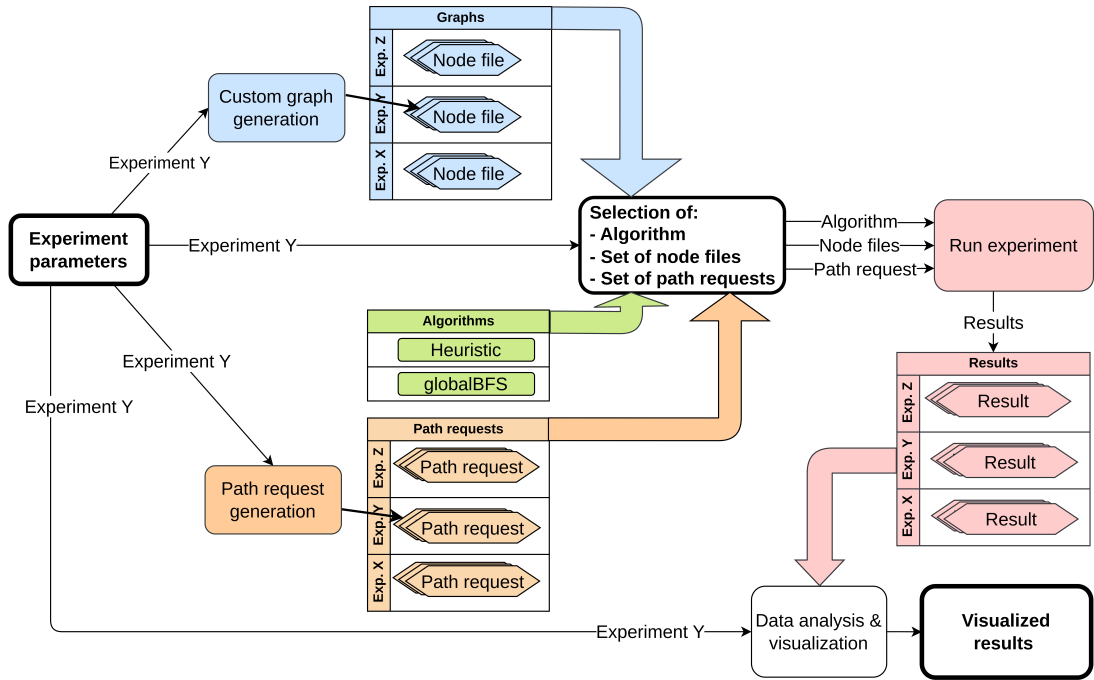 Graphs
Exp. Z
Node file
Exp. Y
Node file
Exp. X
Node file
Custom graph
generation
Experiment Y
Experiment
parameters
Experiment Y
Selection of:
- Algorithm
- Set of node files
- Set of path requests
Algorithm
Node files
Path request
Run experiment
Results
Algorithms
Heuristic
globalBFS
Experiment Y
Experiment Y
Path requests
Exp. Z
Path request
Exp. Y
Path request
Exp. X
Path request
Path request
generation
Results
Exp. Z
Result
Exp. Y
Result
Exp. X
Result
Experiment Y
Data analysis &
visualization
Visualized
results